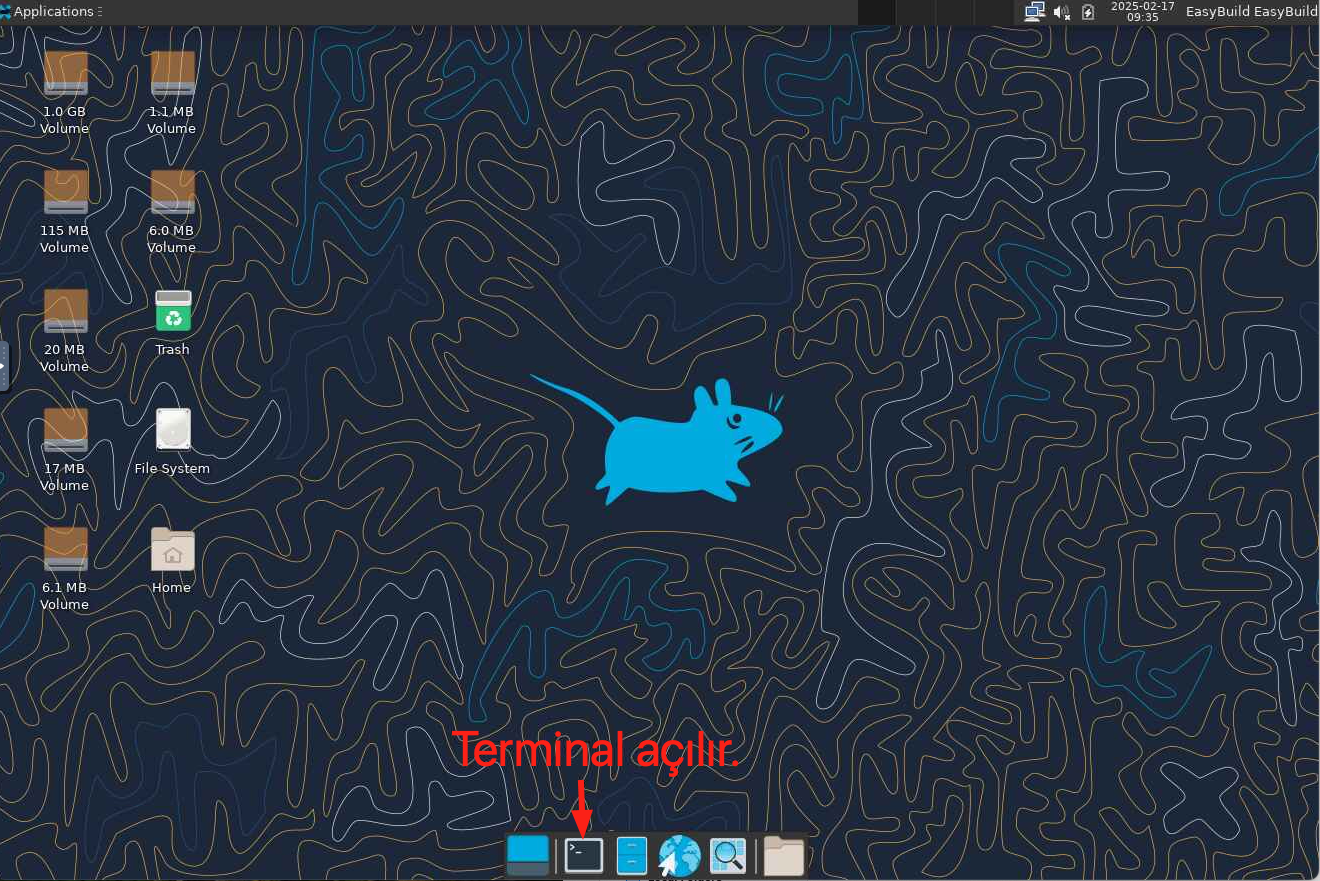 Applications
2025-02-17
09:35
EasyBuild EasyBuild
1.0 GB
Volume
1.1 MB
Volume
115 MB
Volume
6.0 MB
Volume
20 MB
Volume
Trash
17 MB
Volume
File System
6.1 MB
Volume
Home
Terminal açılır.